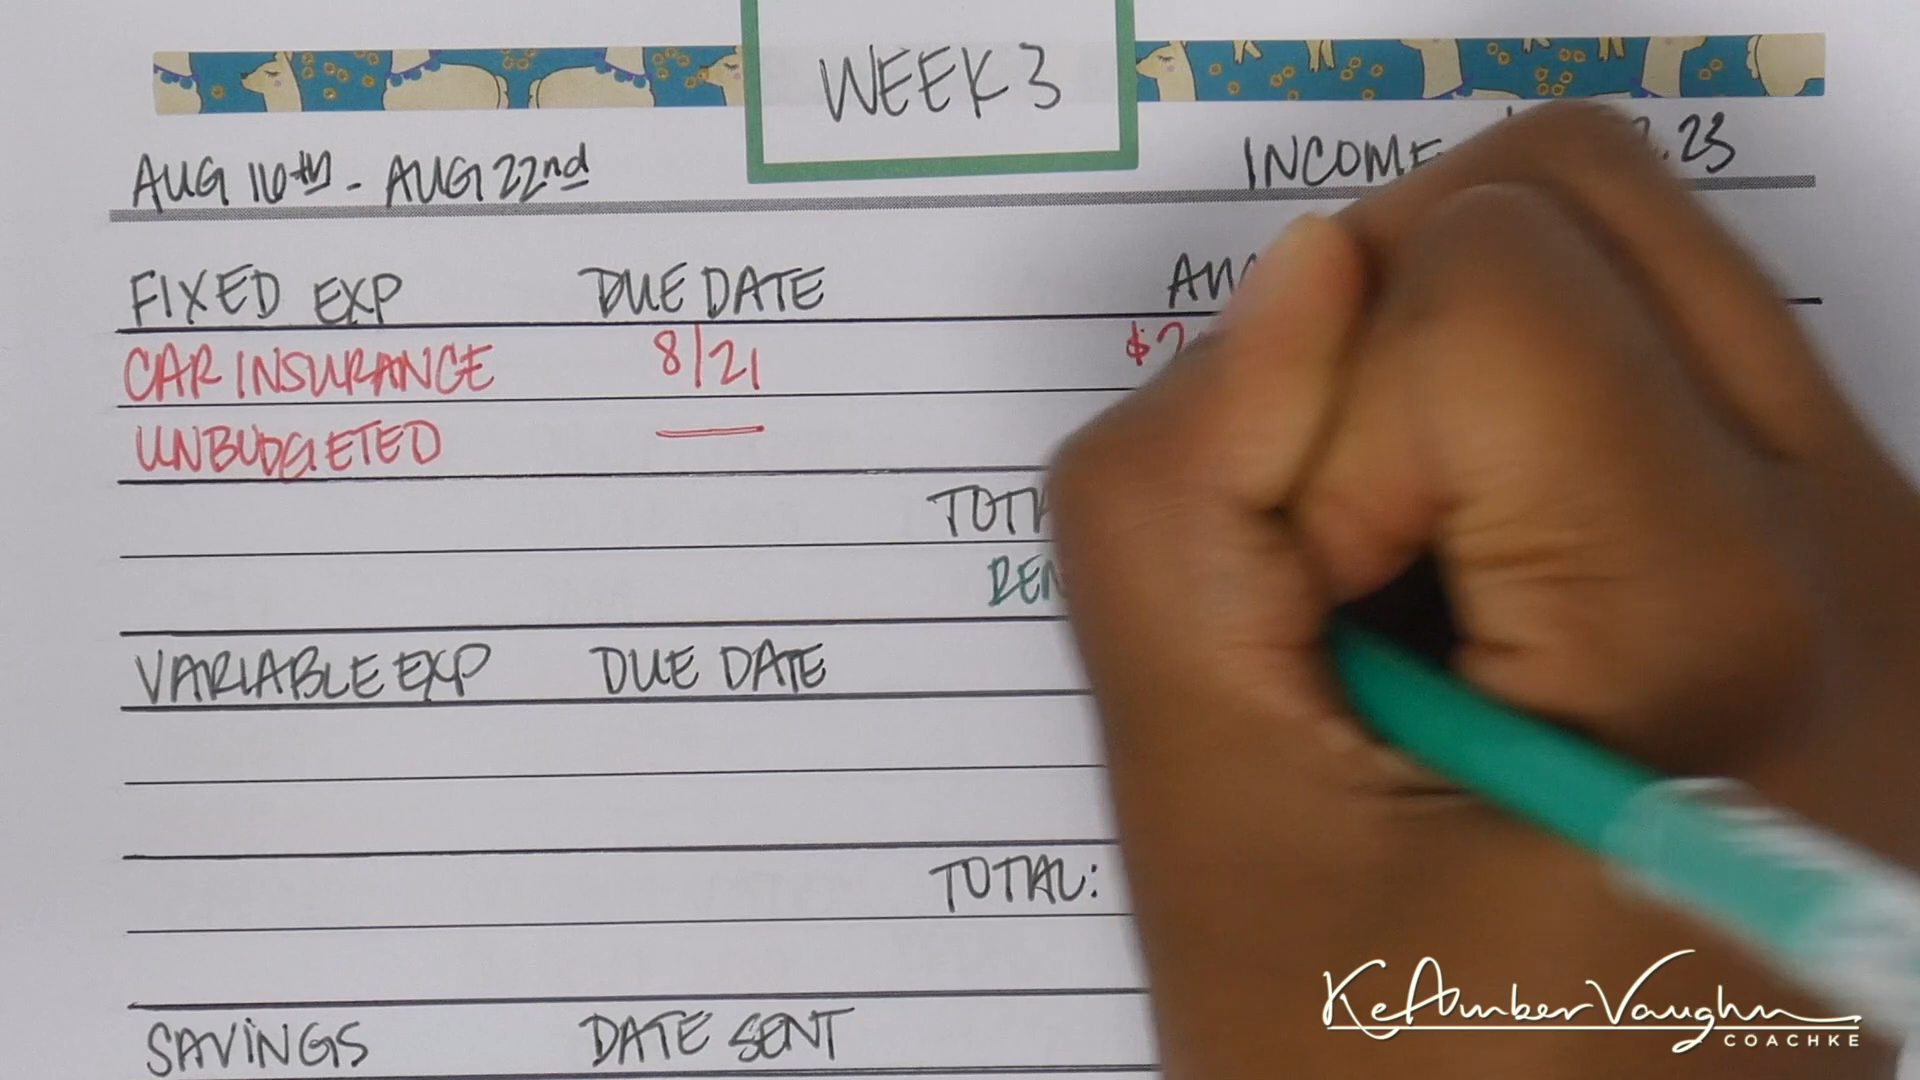 WEEK 3
AUG 16th - AUG 22nd INCOME .23
FIXED EXP DUE DATE
CAR INSURANCE 8/21
UNBUDGETED —
VARIABLE EXP DUE DATE
TOTAL:
SAVINGS DATE SENT
KeAmber Vaughn
COACHKE